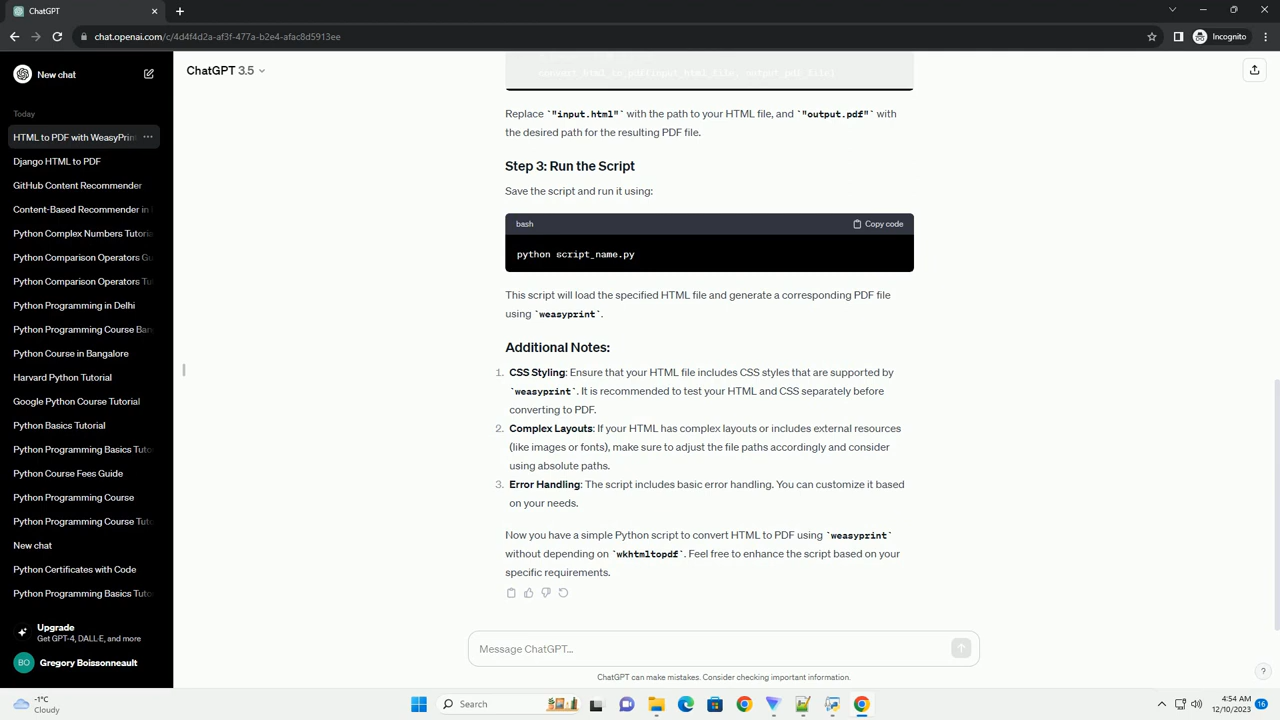 ChatGPT
chat.openai.com/c/4d4f4d2a-af3f-477a-b2e4-afac8d5913ee
Incognito
New chat
Today
HTML to PDF with WeasyPrint
Django HTML to PDF
GitHub Content Recommender
Content-Based Recommender in
Python Complex Numbers Tutoria
Python Comparison Operators Gu
Python Comparison Operators Tut
Python Programming in Delhi
Python Programming Course Ban
Python Course in Bangalore
Harvard Python Tutorial
Google Python Course Tutorial
Python Basics Tutorial
Python Programming Basics Tutor
Python Course Fees Guide
Python Programming Course
Python Programming Course Tuto
New chat
Python Certificates with Code
Python Programming Basics Tutor
Upgrade
Get GPT-4, DALL·E, and more
BO
Gregory Boissonneault
ChatGPT 3.5
convert_html_to_pdf(input_html_file, output_pdf_file)
Replace `"input.html"` with the path to your HTML file, and `"output.pdf"` with
the desired path for the resulting PDF file.
Step 3: Run the Script
Save the script and run it using:
bash
Copy code
python script_name.py
This script will load the specified HTML file and generate a corresponding PDF file
using `weasyprint`.
Additional Notes:
1. CSS Styling: Ensure that your HTML file includes CSS styles that are supported by
`weasyprint`. It is recommended to test your HTML and CSS separately before
converting to PDF.
2. Complex Layouts: If your HTML has complex layouts or includes external resources
(like images or fonts), make sure to adjust the file paths accordingly and consider
using absolute paths.
3. Error Handling: The script includes basic error handling. You can customize it based
on your needs.
Now you have a simple Python script to convert HTML to PDF using `weasyprint`
without depending on `wkhtmltopdf`. Feel free to enhance the script based on your
specific requirements.
Message ChatGPT...
ChatGPT can make mistakes. Consider checking important information.
?
-1°C
Cloudy
Search
4:54 AM
12/10/2023
16